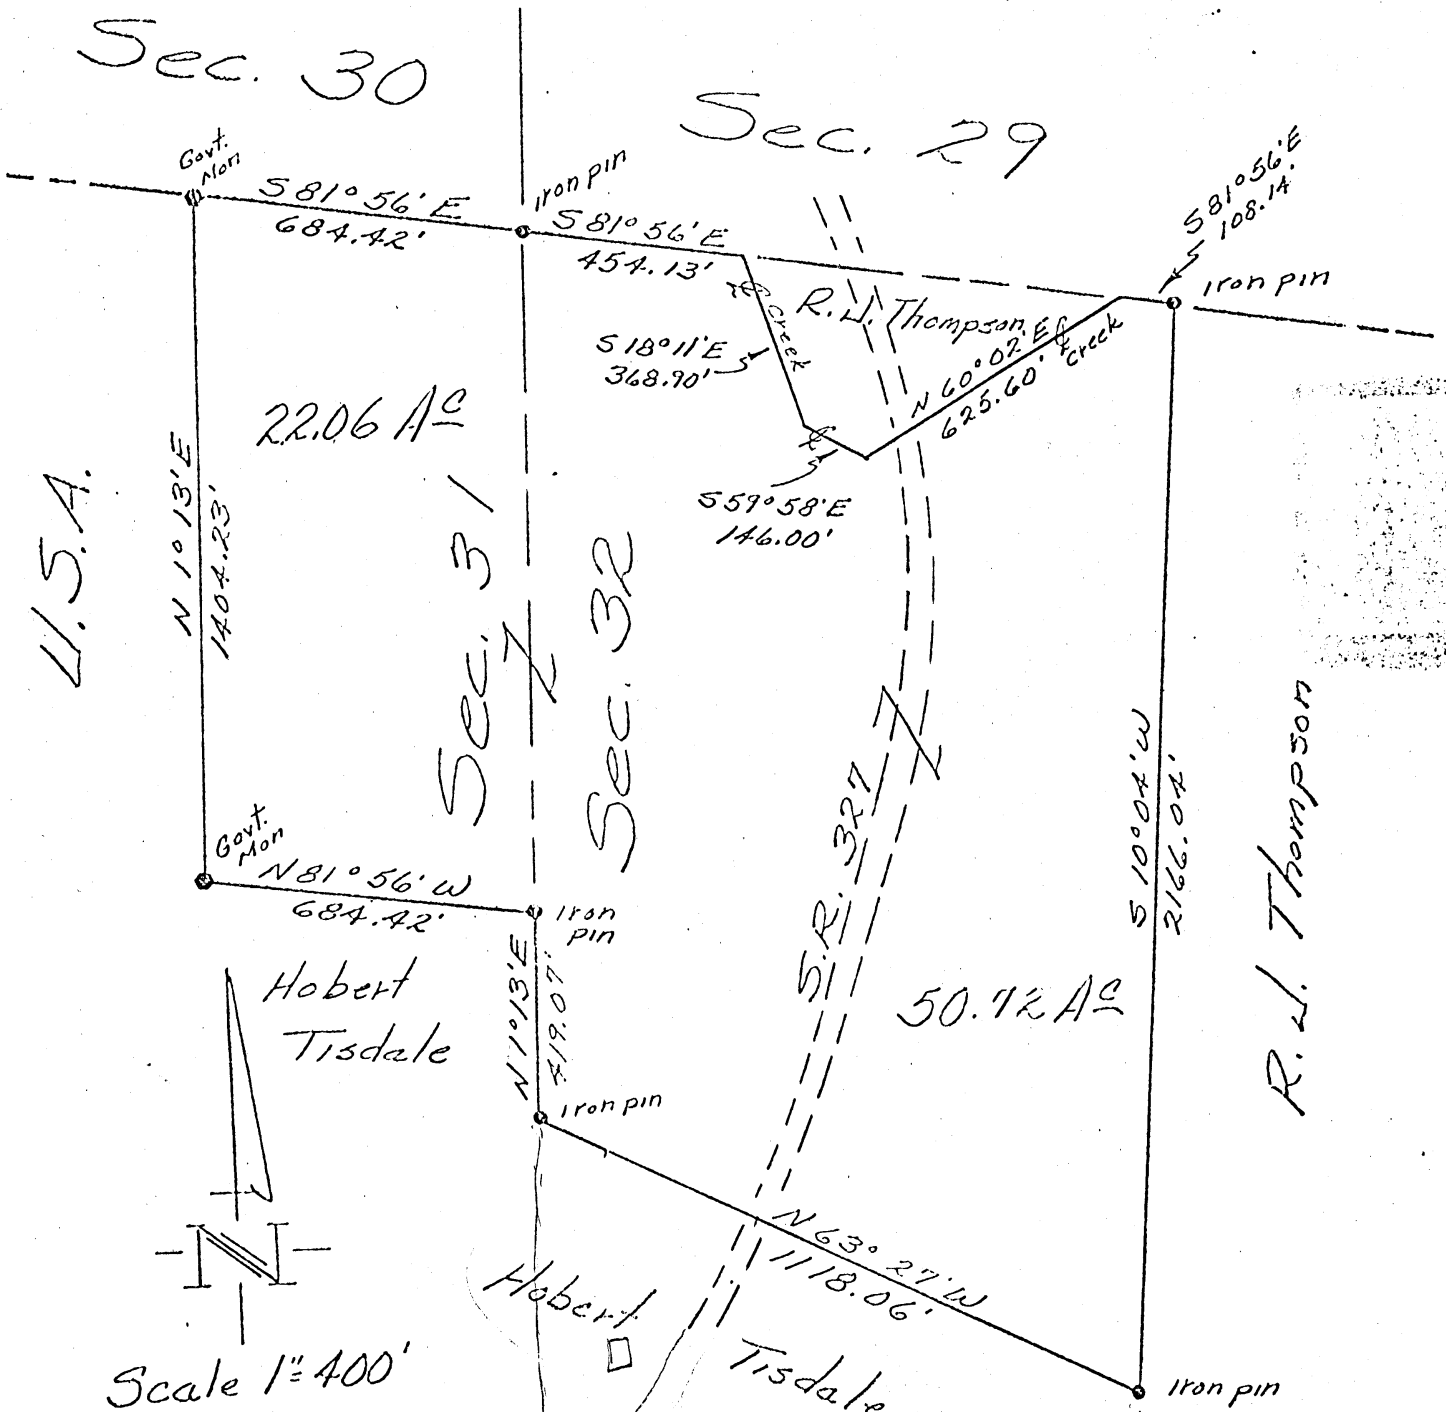 Sec. 30
Sec. 29
Govt.
Mon
S 81° 56' E
684.42'
Iron pin
S 81° 56' E
454.13'
S 81° 56' E
108.14'
Iron pin
℄ Creek
R. J. Thompson
S 18° 11' E
368.90'
N 60° 02' E
625.60'
℄ Creek
℄
S 59° 58' E
146.00'
22.06 Ac
U.S.A.
N 1° 13' E
1404.23'
Sec. 31
Sec. 32
S.R. 327
S 10° 04' W
2166.04'
R. J. Thompson
Govt.
Mon
N 81° 56' W
684.42'
Iron
pin
Hobert
Tisdale
N 1° 13' E
419.07'
50.72 Ac
Iron pin
N 63° 27' W
1118.06'
N
Hobert
Tisdale
Scale 1"=400'
Iron pin